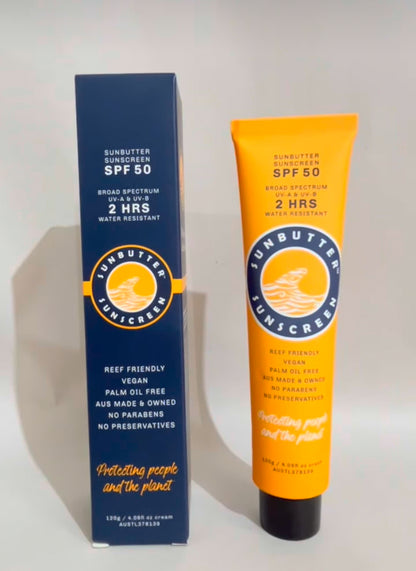 SUNBUTTER
SUNSCREEN
SPF 50
BROAD SPECTRUM
UV-A & UV-B
2 HRS
WATER RESISTANT
SUNBUTTER
SUNSCREEN
REEF FRIENDLY
VEGAN
PALM OIL FREE
AUS MADE & OWNED
NO PARABENS
NO PRESERVATIVES
Protecting people
and the planet
SUNBUTTER
SUNSCREEN
SPF 50
BROAD SPECTRUM
UV-A & UV-B
2 HRS
WATER RESISTANT
SUNBUTTER™
SUNSCREEN
REEF FRIENDLY
VEGAN
PALM OIL FREE
AUS MADE & OWNED
NO PARABENS
NO PRESERVATIVES
Protecting people
and the planet